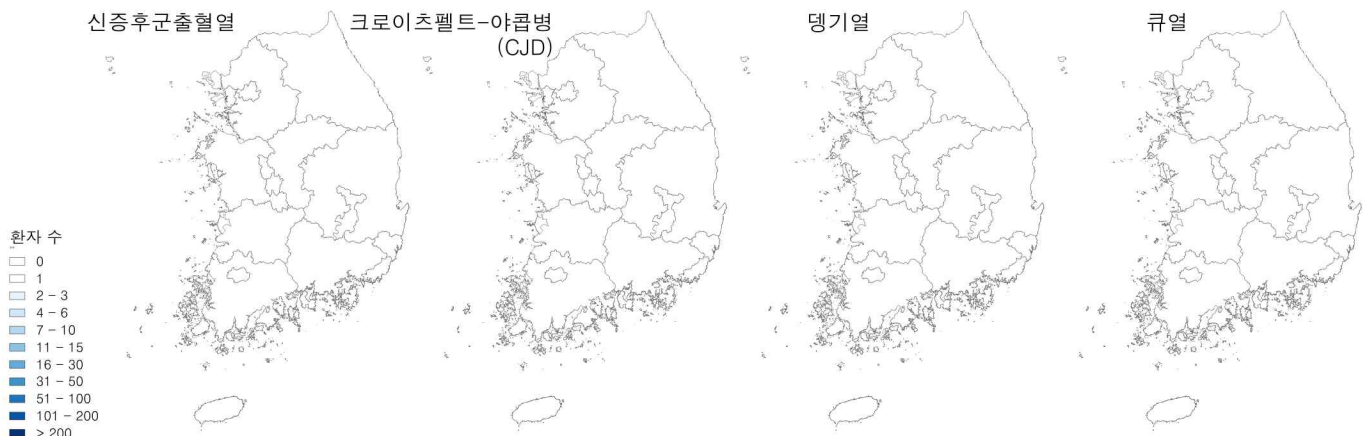 신증후군출혈열
크로이츠펠트-야콥병
(CJD)
뎅기열
큐열
환자 수
0
1
2 - 3
4 - 6
7 - 10
11 - 15
16 - 30
31 - 50
51 - 100
101 - 200
> 200